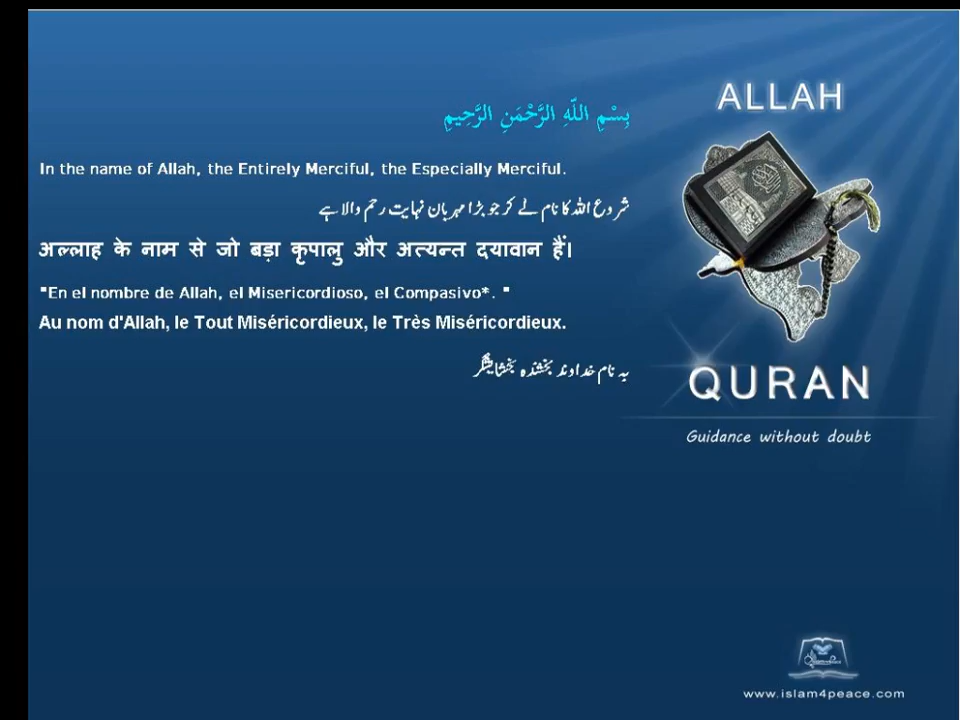 بِسْمِ اللَّهِ الرَّحْمَنِ الرَّحِيمِ
In the name of Allah, the Entirely Merciful, the Especially Merciful.
شروع الله کا نام لے کر جو بڑا مہربان نہایت رحم والا ہے
अल्लाह के नाम से जो बड़ा कृपालु और अत्यन्त दयावान हैं।
"En el nombre de Allah, el Misericordioso, el Compasivo*. "
Au nom d'Allah, le Tout Miséricordieux, le Très Miséricordieux.
به نام خداوند بخشنده بخشایشگر
ALLAH
QURAN
Guidance without doubt
www.islam4peace.com